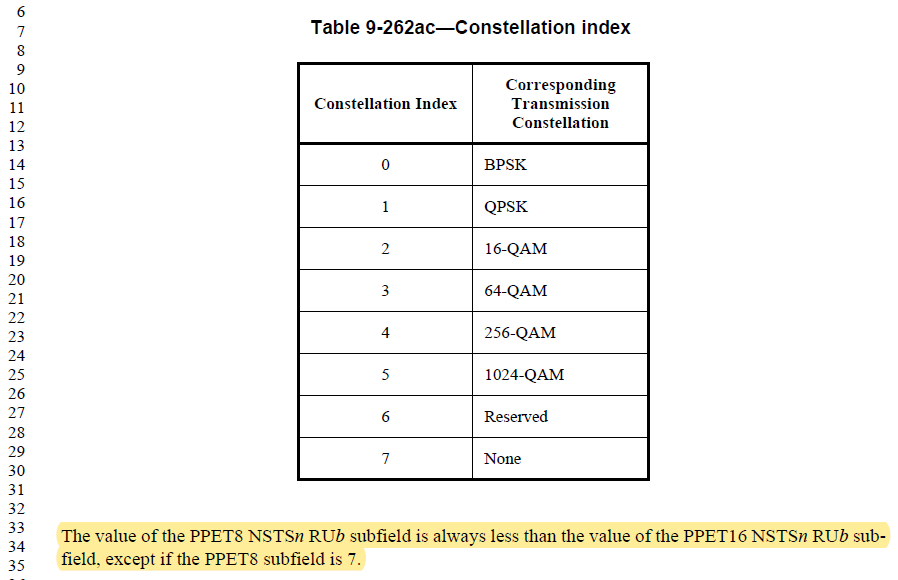 6
7
8
9
10
11
12
13
14
15
16
17
18
19
20
21
22
23
24
25
26
27
28
29
30
31
32
33
34
35
Table 9-262ac—Constellation index
Constellation Index
Corresponding
Transmission
Constellation
0 BPSK
1 QPSK
2 16-QAM
3 64-QAM
4 256-QAM
5 1024-QAM
6 Reserved
7 None
The value of the PPET8 NSTSn RUb subfield is always less than the value of the PPET16 NSTSn RUb sub-
field, except if the PPET8 subfield is 7.